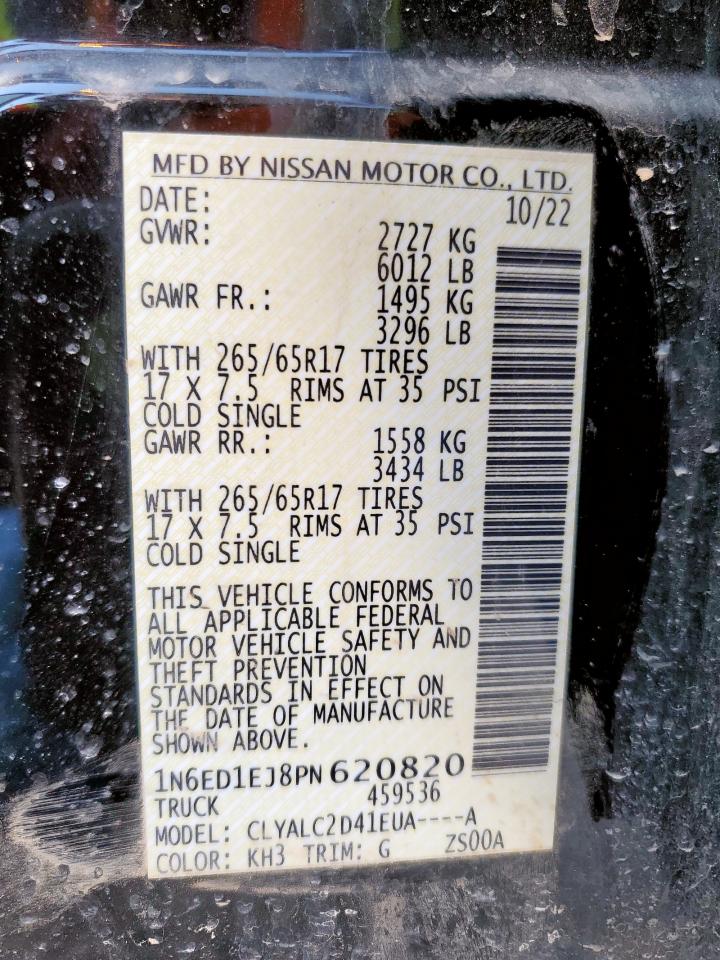 MFD BY NISSAN MOTOR CO., LTD.
DATE: 10/22
GVWR: 2727 KG
6012 LB
GAWR FR.: 1495 KG
3296 LB
WITH 265/65R17 TIRES
17 X 7.5 RIMS AT 35 PSI
COLD SINGLE
GAWR RR.: 1558 KG
3434 LB
WITH 265/65R17 TIRES
17 X 7.5 RIMS AT 35 PSI
COLD SINGLE
THIS VEHICLE CONFORMS TO
ALL APPLICABLE FEDERAL
MOTOR VEHICLE SAFETY AND
THEFT PREVENTION
STANDARDS IN EFFECT ON
THE DATE OF MANUFACTURE
SHOWN ABOVE.
1N6ED1EJ8PN620820
TRUCK 459536
MODEL: CLYALC2D41EUA----A
COLOR: KH3 TRIM: G ZS00A